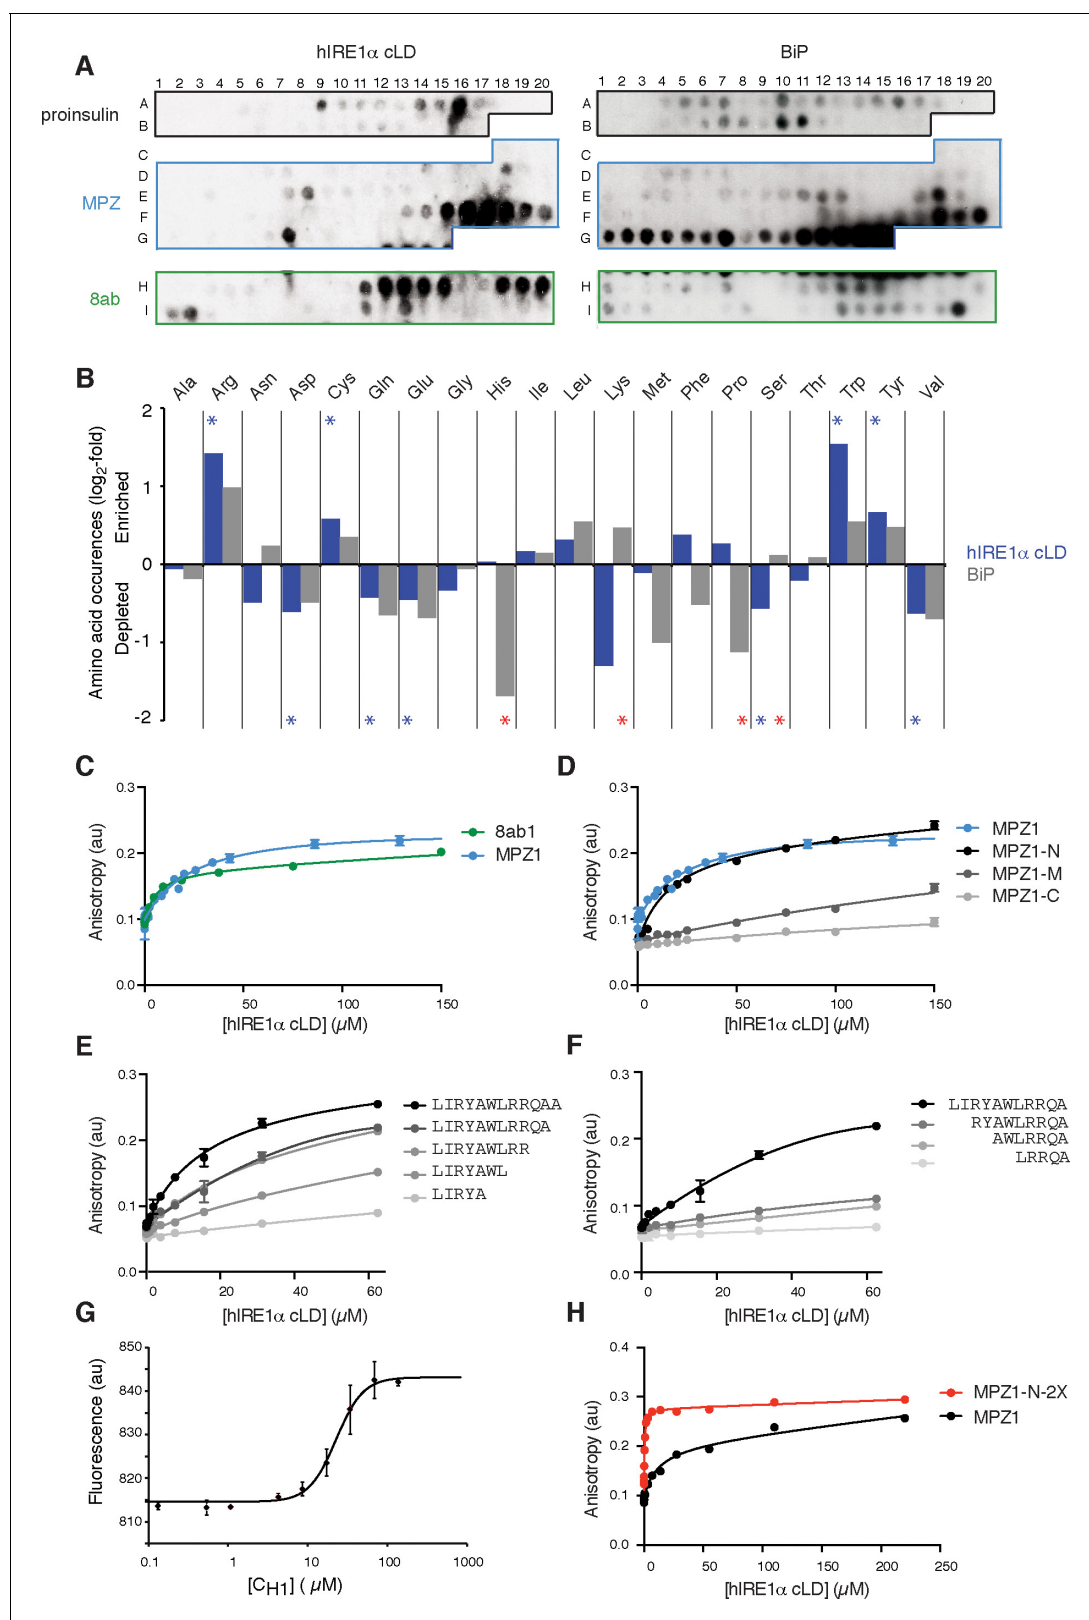 A
hIRE1α cLD
BiP
1 2 3 4 5 6 7 8 9 10 11 12 13 14 15 16 17 18 19 20
1 2 3 4 5 6 7 8 9 10 11 12 13 14 15 16 17 18 19 20
proinsulin
A
B
A
B
MPZ
C
D
E
F
G
C
D
E
F
G
8ab
H
I
H
I
B
Ala Arg Asn Asp Cys Gln Glu Gly His Ile Leu Lys Met Phe Pro Ser Thr Trp Tyr Val
Amino acid occurences (log2-fold)
Depleted Enriched
2
1
0
-1
-2
* * * *
* * * * * * * * *
hIRE1α cLD
BiP
C
Anisotropy (au)
0.3
0.2
0.1
0.0
0 50 100 150
[hIRE1α cLD] (µM)
8ab1
MPZ1
D
Anisotropy (au)
0.3
0.2
0.1
0.0
0 50 100 150
[hIRE1α cLD] (µM)
MPZ1
MPZ1-N
MPZ1-M
MPZ1-C
E
Anisotropy (au)
0.3
0.2
0.1
0.0
0 20 40 60
[hIRE1α cLD] (µM)
LIRYAWLRRQAA
LIRYAWLRRQA
LIRYAWLRR
LIRYAWL
LIRYA
F
Anisotropy (au)
0.3
0.2
0.1
0.0
0 20 40 60
[hIRE1α cLD] (µM)
LIRYAWLRRQA
RYAWLRRQA
AWLRRQA
LRRQA
G
Fluorescence (au)
850
840
830
820
810
0.1 1 10 100 1000
[CH1] ( µM)
H
Anisotropy (au)
0.4
0.3
0.2
0.1
0.0
0 50 100 150 200 250
[hIRE1α cLD] (µM)
MPZ1-N-2X
MPZ1